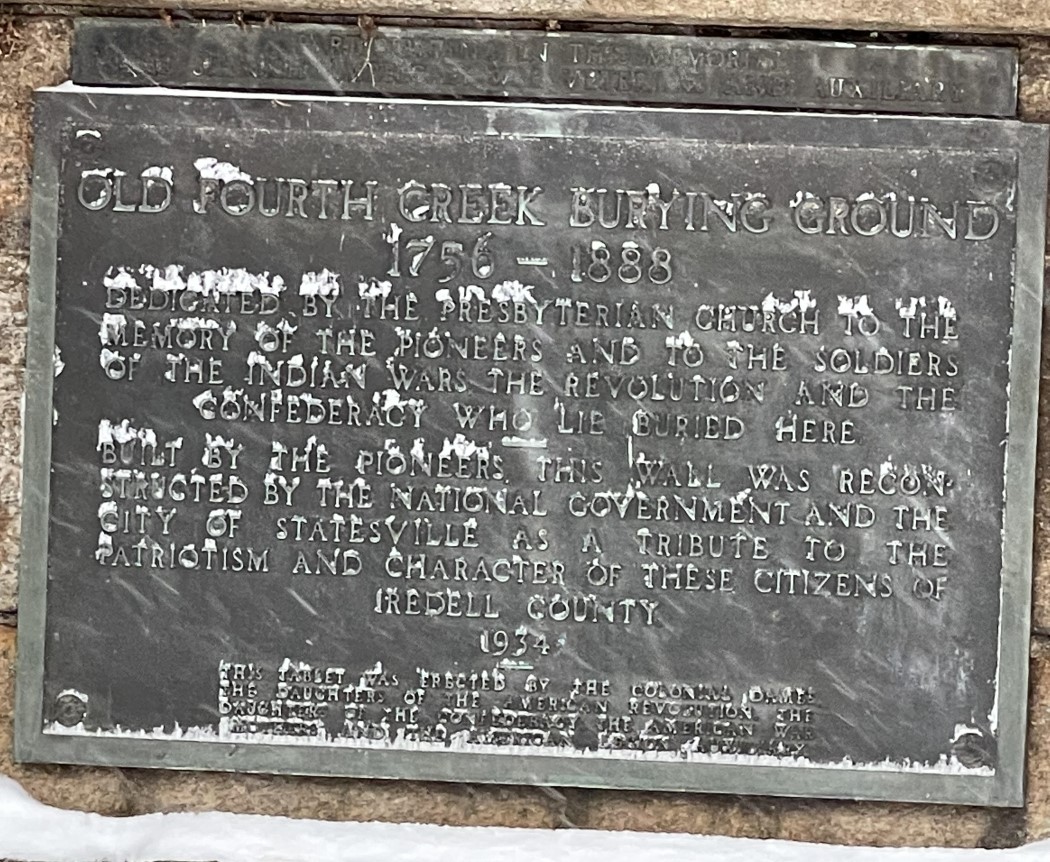 PARTICIPATING IN THIS MEMORIAL
AUXILIARY
OLD FOURTH CREEK BURYING GROUND
1756 – 1888
DEDICATED BY THE PRESBYTERIAN CHURCH TO THE
MEMORY OF THE PIONEERS AND TO THE SOLDIERS
OF THE INDIAN WARS THE REVOLUTION AND THE
CONFEDERACY WHO LIE BURIED HERE
BUILT BY THE PIONEERS, THIS WALL WAS RECON-
STRUCTED BY THE NATIONAL GOVERNMENT AND THE
CITY OF STATESVILLE AS A TRIBUTE TO THE
PATRIOTISM AND CHARACTER OF THESE CITIZENS OF
IREDELL COUNTY
1934
THIS TABLET WAS ERECTED BY THE COLONIAL DAMES
THE DAUGHTERS OF THE AMERICAN REVOLUTION THE
DAUGHTERS OF THE CONFEDERACY THE AMERICAN WAR
MOTHERS AND THE AMERICAN LEGION AUXILIARY